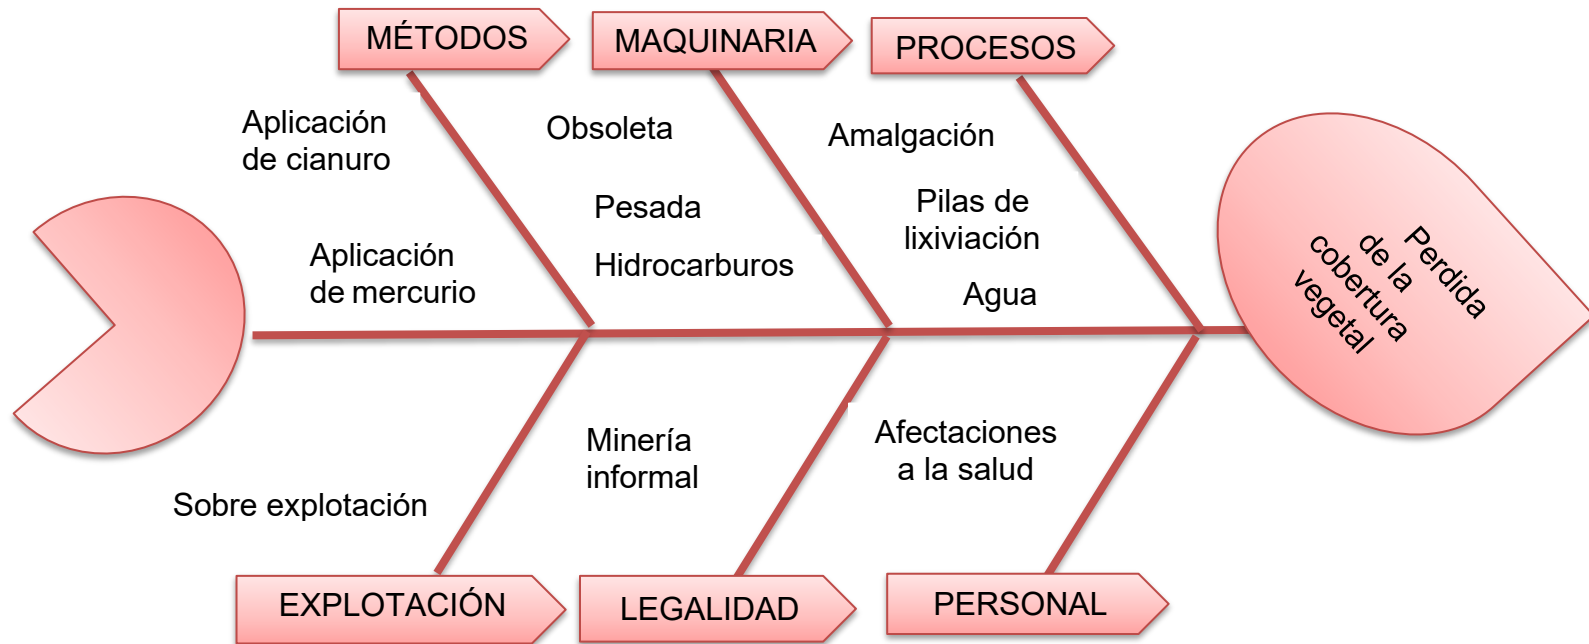 MÉTODOS
MAQUINARIA
PROCESOS
Aplicación
de cianuro
Obsoleta
Amalgación
Pesada
Pilas de
lixiviación
Aplicación
de mercurio
Hidrocarburos
Agua
Perdida
de la
cobertura
vegetal
Sobre explotación
Minería
informal
Afectaciones
a la salud
EXPLOTACIÓN
LEGALIDAD
PERSONAL